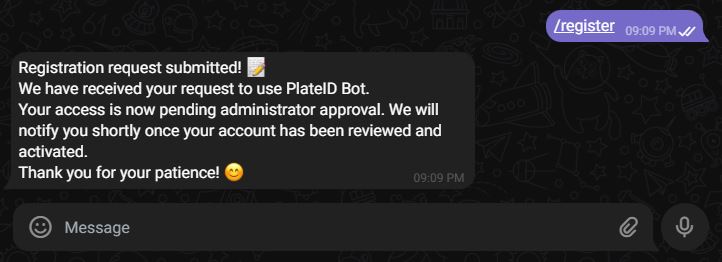 /register
09:09 PM
Registration request submitted! 📝
We have received your request to use PlateID Bot.
Your access is now pending administrator approval. We will
notify you shortly once your account has been reviewed and
activated.
Thank you for your patience! 😊
09:09 PM
Message